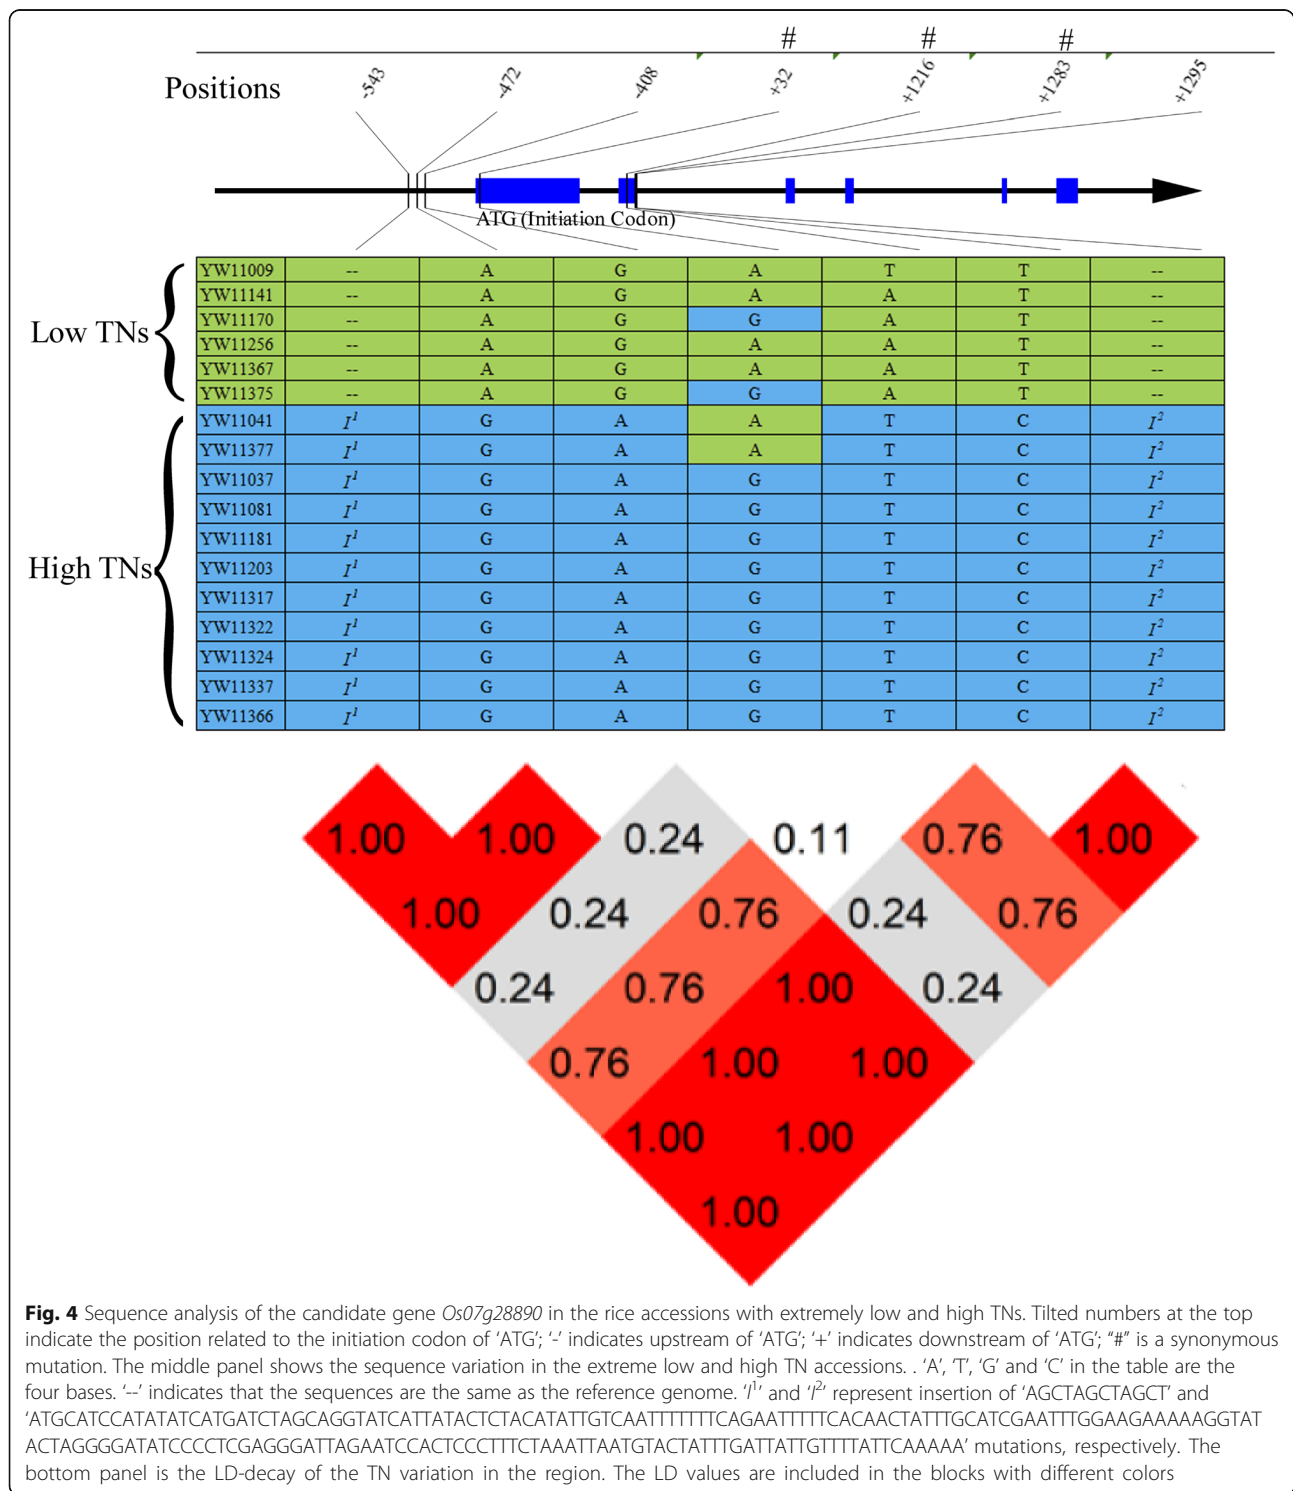 # # #
Positions -543 -472 -408 +32 +1216 +1283 +1295
ATG (Initiation Codon)
Low TNs
YW11009 -- A G A T T --
YW11141 -- A G A A T --
YW11170 -- A G G A T --
YW11256 -- A G A A T --
YW11367 -- A G A A T --
YW11375 -- A G G A T --
High TNs
YW11041 I¹ G A A T C I²
YW11377 I¹ G A A T C I²
YW11037 I¹ G A G T C I²
YW11081 I¹ G A G T C I²
YW11181 I¹ G A G T C I²
YW11203 I¹ G A G T C I²
YW11317 I¹ G A G T C I²
YW11322 I¹ G A G T C I²
YW11324 I¹ G A G T C I²
YW11337 I¹ G A G T C I²
YW11366 I¹ G A G T C I²
1.00 1.00 0.24 0.11 0.76 1.00
1.00 0.24 0.76 0.24 0.76
0.24 0.76 1.00 0.24
0.76 1.00 1.00
1.00 1.00
1.00
Fig. 4 Sequence analysis of the candidate gene Os07g28890 in the rice accessions with extremely low and high TNs. Tilted numbers at the top
indicate the position related to the initiation codon of ‘ATG’; ‘-’ indicates upstream of ‘ATG’; ‘+’ indicates downstream of ‘ATG’; “#” is a synonymous
mutation. The middle panel shows the sequence variation in the extreme low and high TN accessions. . ‘A’, ‘T’, ‘G’ and ‘C’ in the table are the
four bases. ‘--’ indicates that the sequences are the same as the reference genome. ‘I¹’ and ‘I²’ represent insertion of ‘AGCTAGCTAGCT’ and
‘ATGCATCCATATATCATGATCTAGCAGGTATCATTATACTCTACATATTGTCAATTTTTTTCAGAATTTTTCACAACTATTTGCATCGAATTTGGAAGAAAAAGGTAT
ACTAGGGGATATCCCCTCGAGGGATTAGAATCCACTCCCTTTCTAAATTAATGTACTATTTGATTATTGTTTTATTCAAAAA’ mutations, respectively. The
bottom panel is the LD-decay of the TN variation in the region. The LD values are included in the blocks with different colors